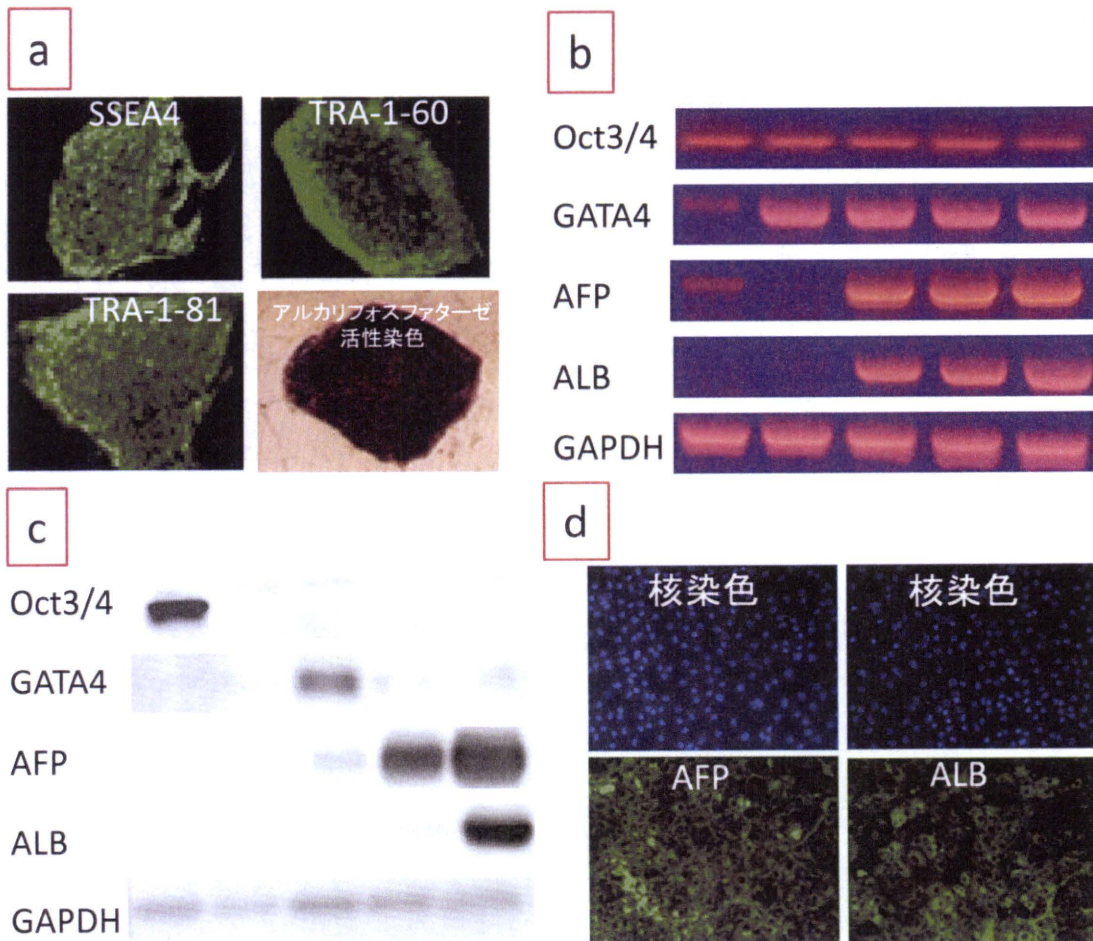 a
SSEA4
TRA-1-60
TRA-1-81
アルカリフォスファターゼ
活性染色
b
Oct3/4
GATA4
AFP
ALB
GAPDH
c
Oct3/4
GATA4
AFP
ALB
GAPDH
d
核染色
核染色
AFP
ALB